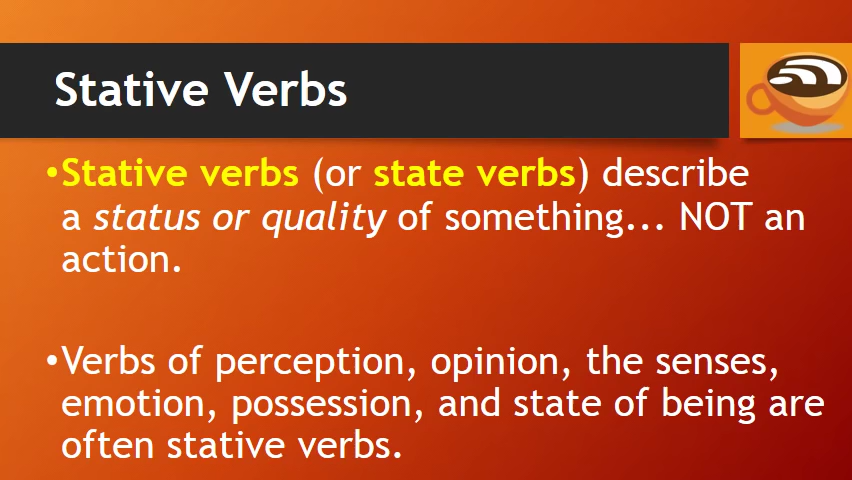 Stative Verbs
•Stative verbs (or state verbs) describe
a status or quality of something... NOT an
action.
•Verbs of perception, opinion, the senses,
emotion, possession, and state of being are
often stative verbs.